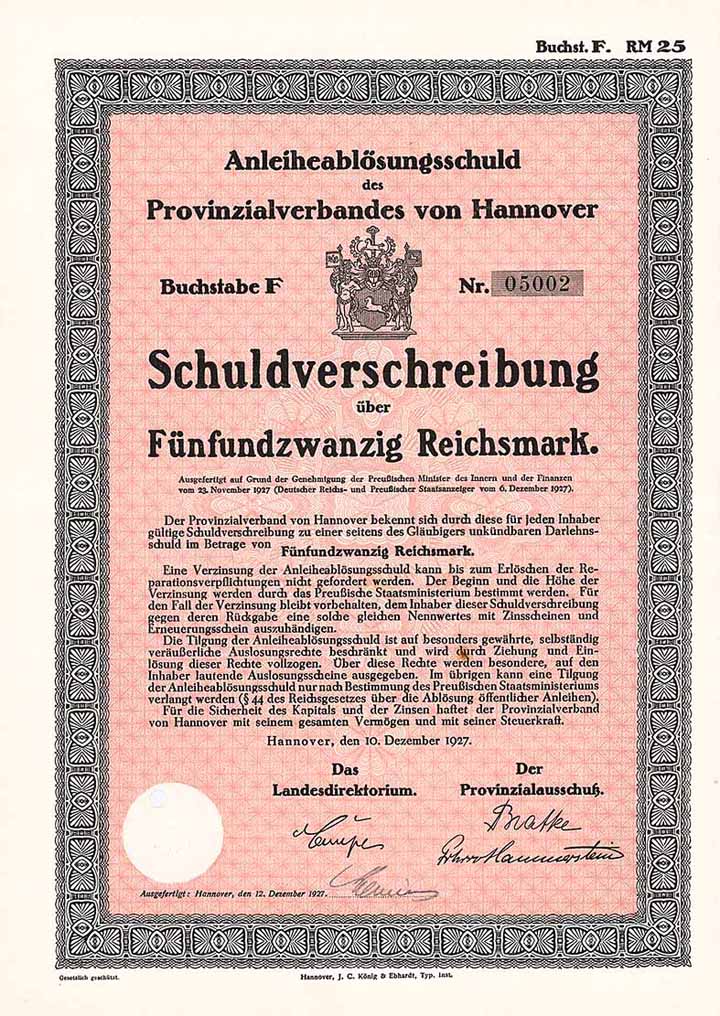 Buchst. F. RM 25
Anleiheablösungsschuld
des
Provinzialverbandes von Hannover
Buchstabe F Nr. 05002
Schuldverschreibung
über
Fünfundzwanzig Reichsmark.
Ausgefertigt auf Grund der Genehmigung der Preußischen Minister des Innern und der Finanzen
vom 23. November 1927 (Deutscher Reichs- und Preußischer Staatsanzeiger vom 6. Dezember 1927).
Der Provinzialverband von Hannover bekennt sich durch diese für jeden Inhaber
gültige Schuldverschreibung zu einer seitens des Gläubigers unkündbaren Darlehns-
schuld im Betrage von
Fünfundzwanzig Reichsmark.
Eine Verzinsung der Anleiheablösungsschuld kann bis zum Erlöschen der Re-
parationsverpflichtungen nicht gefordert werden. Der Beginn und die Höhe der
Verzinsung werden durch das Preußische Staatsministerium bestimmt werden. Für
den Fall der Verzinsung bleibt vorbehalten, dem Inhaber dieser Schuldverschreibung
gegen deren Rückgabe eine solche gleichen Nennwertes mit Zinsscheinen und
Erneuerungsschein auszuhändigen.
Die Tilgung der Anleiheablösungsschuld ist auf besonders gewährte, selbständig
veräußerliche Auslosungsrechte beschränkt und wird durch Ziehung und Ein-
lösung dieser Rechte vollzogen. Über diese Rechte werden besondere, auf den
Inhaber lautende Auslosungsscheine ausgegeben. Im übrigen kann eine Tilgung
der Anleiheablösungsschuld nur nach Bestimmung des Preußischen Staatsministeriums
verlangt werden (§ 44 des Reichsgesetzes über die Ablösung öffentlicher Anleihen).
Für die Sicherheit des Kapitals und der Zinsen haftet der Provinzialverband
von Hannover mit seinem gesamten Vermögen und mit seiner Steuerkraft.
Hannover, den 10. Dezember 1927.
Das Der
Landesdirektorium. Provinzialausschuß.
Bratke
Hammerstein
Ausgefertigt: Hannover, den 12. Dezember 1927.
Gesetzlich geschützt. Hannover, J. C. König & Ebhardt, Typ. Inst.